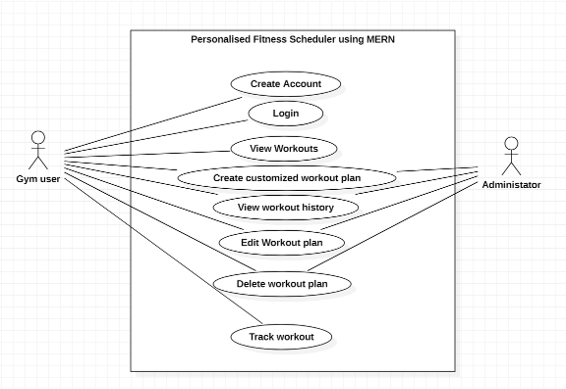 Personalised Fitness Scheduler using MERN
Create Account
Login
View Workouts
Create customized workout plan
Gym user
Administator
View workout history
Edit Workout plan
Delete workout plan
Track workout